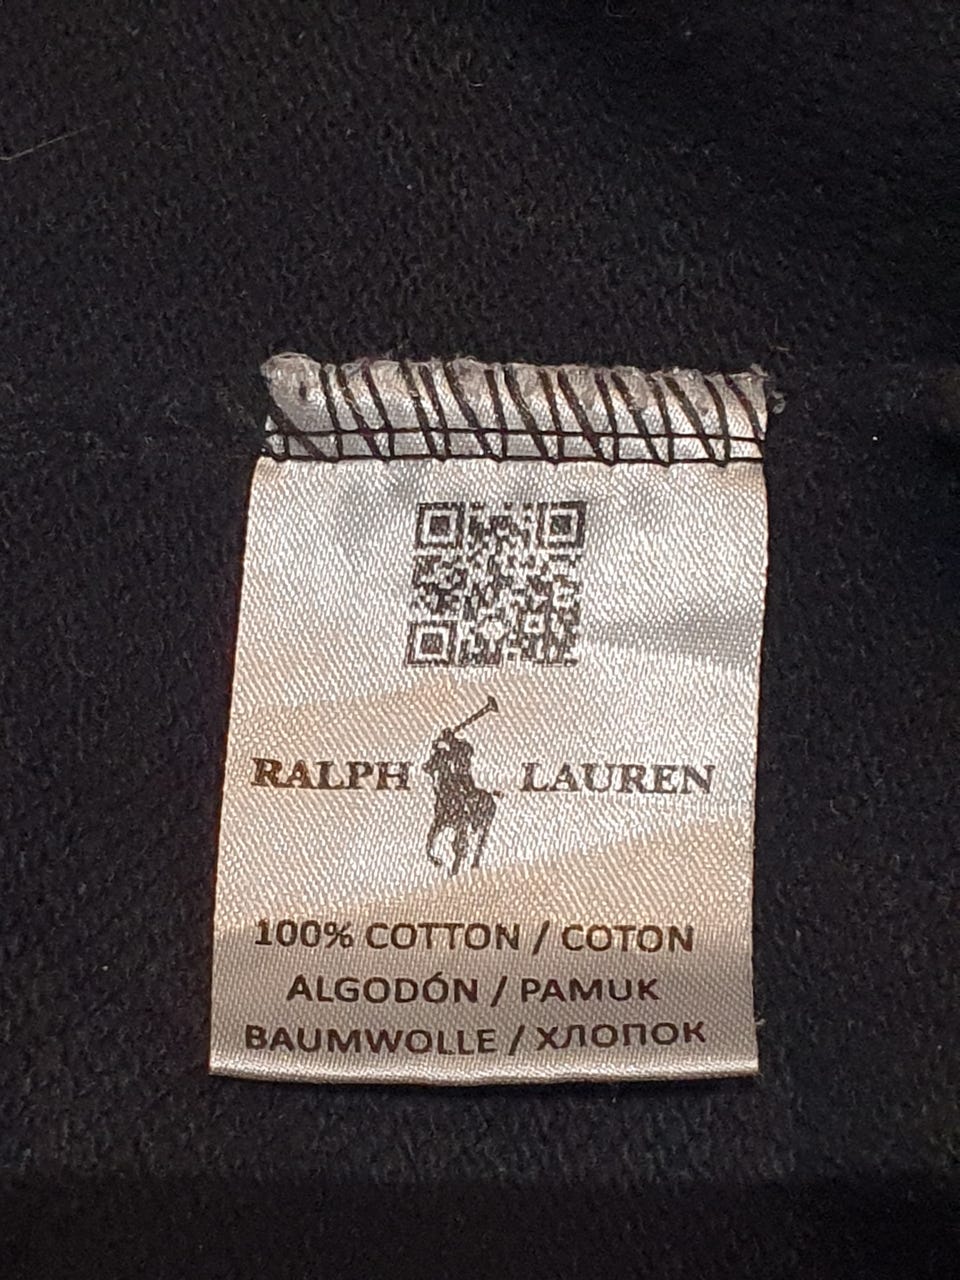 RALPH LAUREN
100% COTTON / COTON
ALGODÓN / PAMUK
BAUMWOLLE / ХЛОПОК